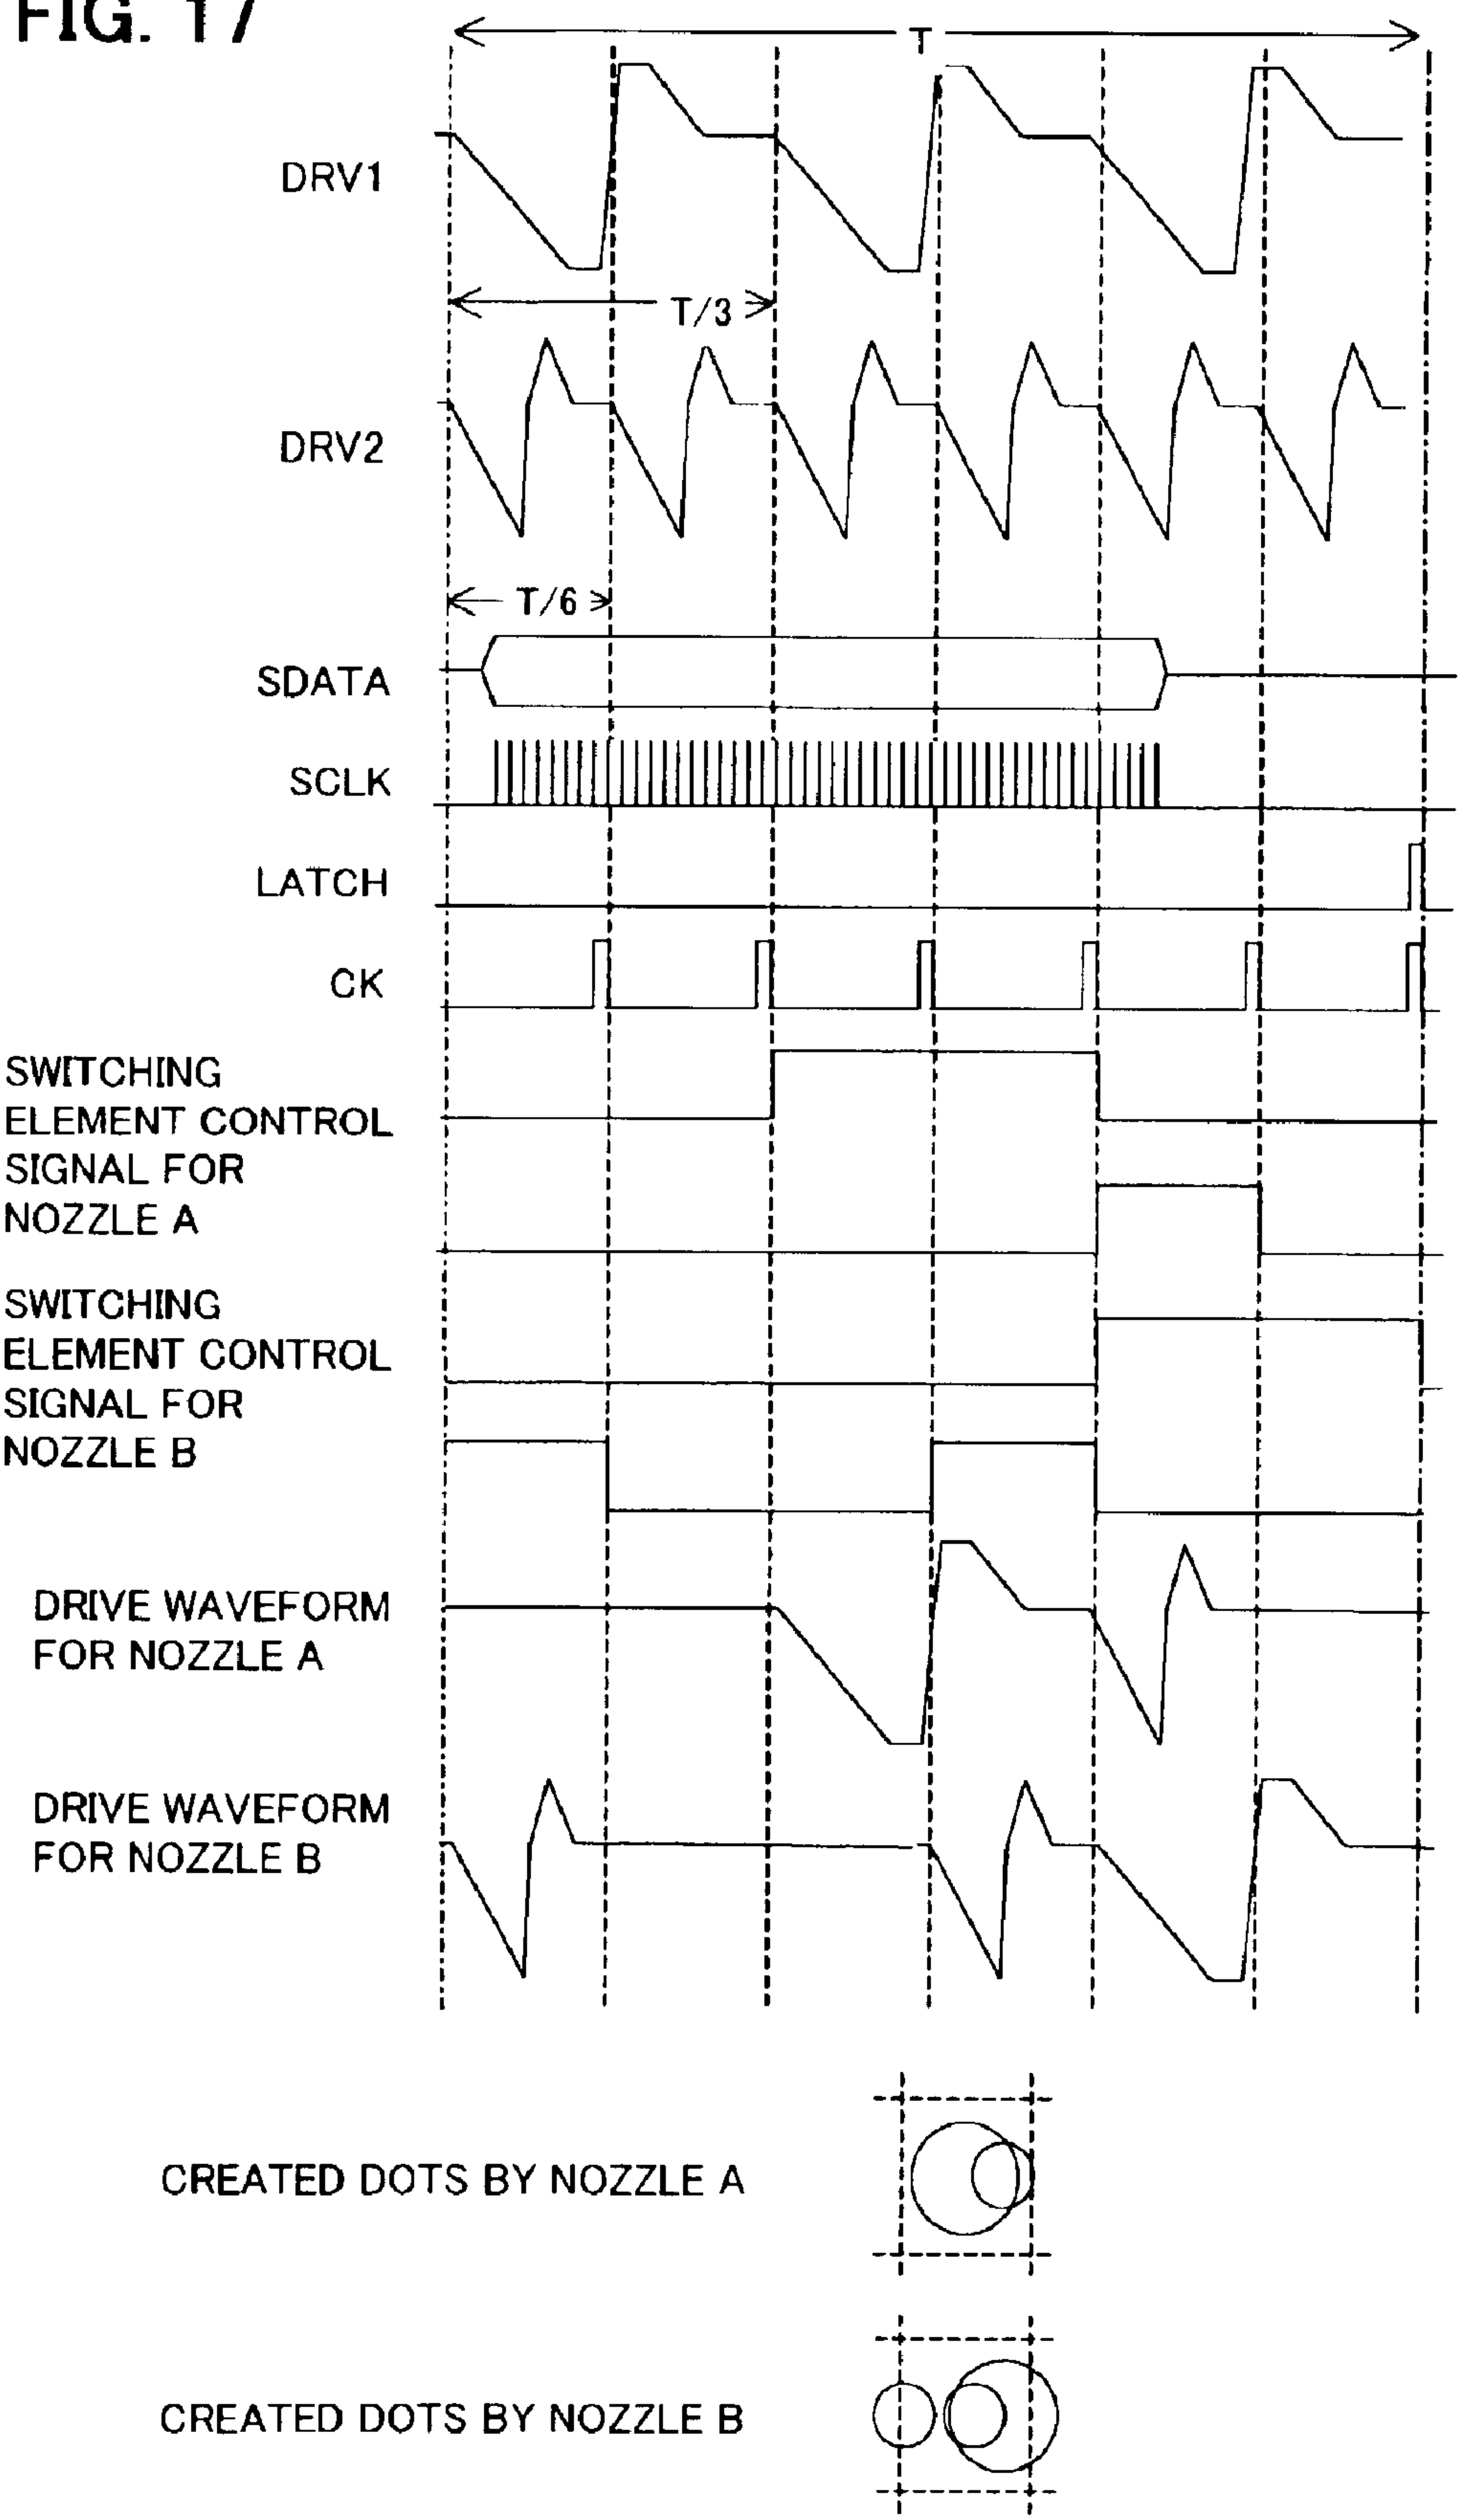 FIG. 17
T
DRV1
T/3
DRV2
T/6
SDATA
SCLK
LATCH
CK
SWITCHING
ELEMENT CONTROL
SIGNAL FOR
NOZZLE A
SWITCHING
ELEMENT CONTROL
SIGNAL FOR
NOZZLE B
DRIVE WAVEFORM
FOR NOZZLE A
DRIVE WAVEFORM
FOR NOZZLE B
CREATED DOTS BY NOZZLE A
CREATED DOTS BY NOZZLE B